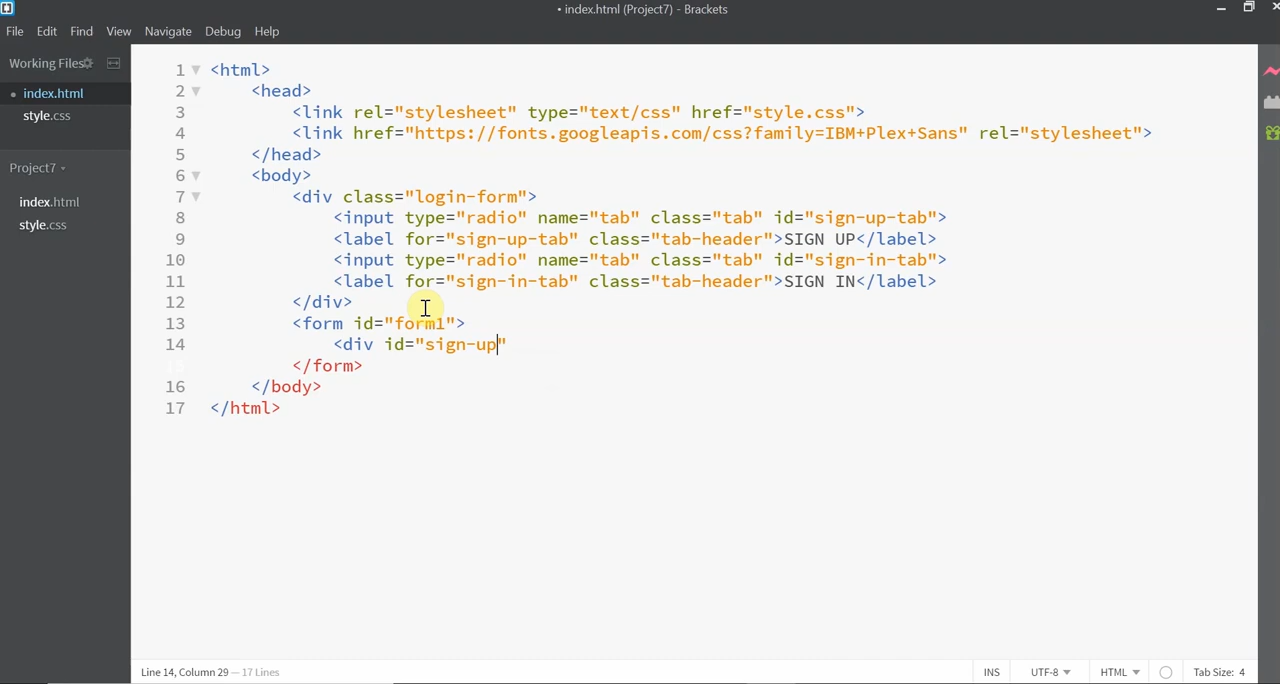 • index.html (Project7) - Brackets
File Edit Find View Navigate Debug Help
Working Files
• index.html
style.css
Project7
index.html
style.css
1 <html>
2 <head>
3 <link rel="stylesheet" type="text/css" href="style.css">
4 <link href="https://fonts.googleapis.com/css?family=IBM+Plex+Sans" rel="stylesheet">
5 </head>
6 <body>
7 <div class="login-form">
8 <input type="radio" name="tab" class="tab" id="sign-up-tab">
9 <label for="sign-up-tab" class="tab-header">SIGN UP</label>
10 <input type="radio" name="tab" class="tab" id="sign-in-tab">
11 <label for="sign-in-tab" class="tab-header">SIGN IN</label>
12 </div>
13 <form id="form1">
14 <div id="sign-up"
</form>
16 </body>
17 </html>
Line 14, Column 29 — 17 Lines
INS UTF-8 HTML Tab Size: 4